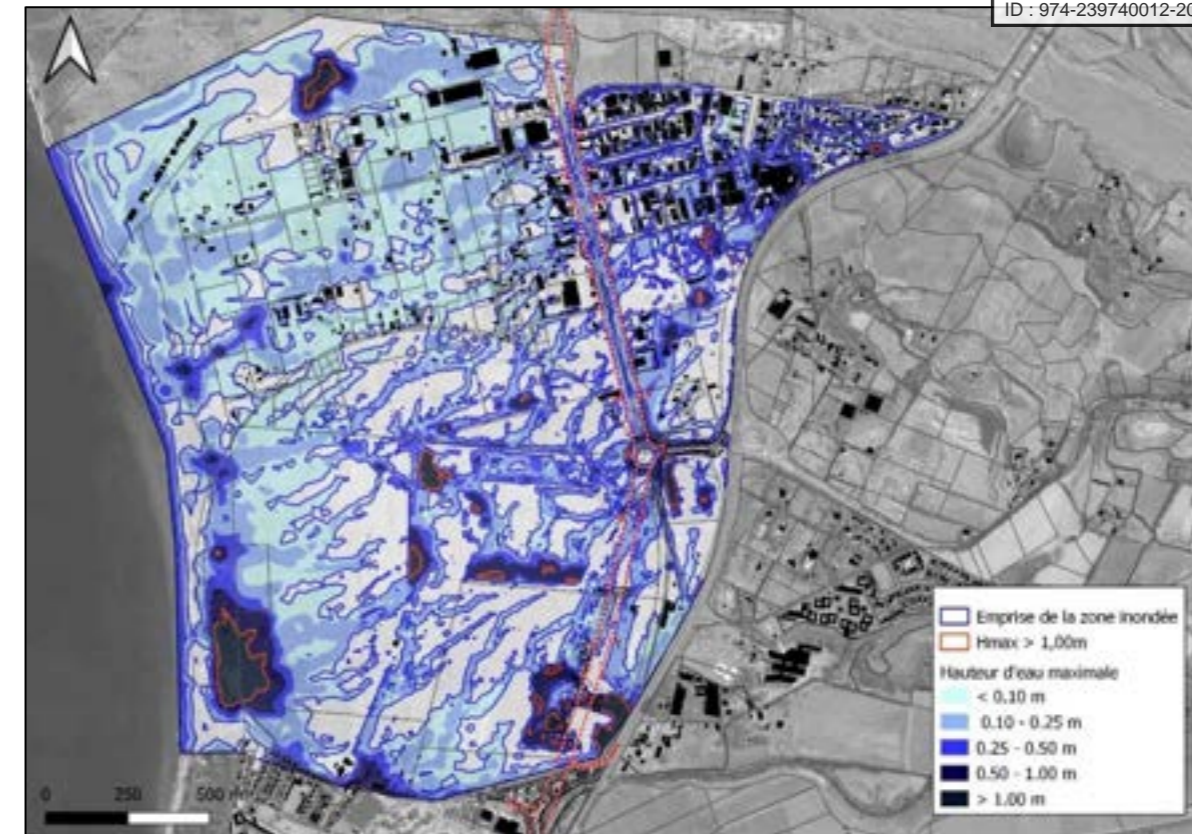 ID : 974-239740012-20
Emprise de la zone inondée
Hmax > 1,00m
Hauteur d'eau maximale
< 0,10 m
0.10 - 0.25 m
0.25 - 0.50 m
0.50 - 1.00 m
> 1.00 m
0 250 500 m